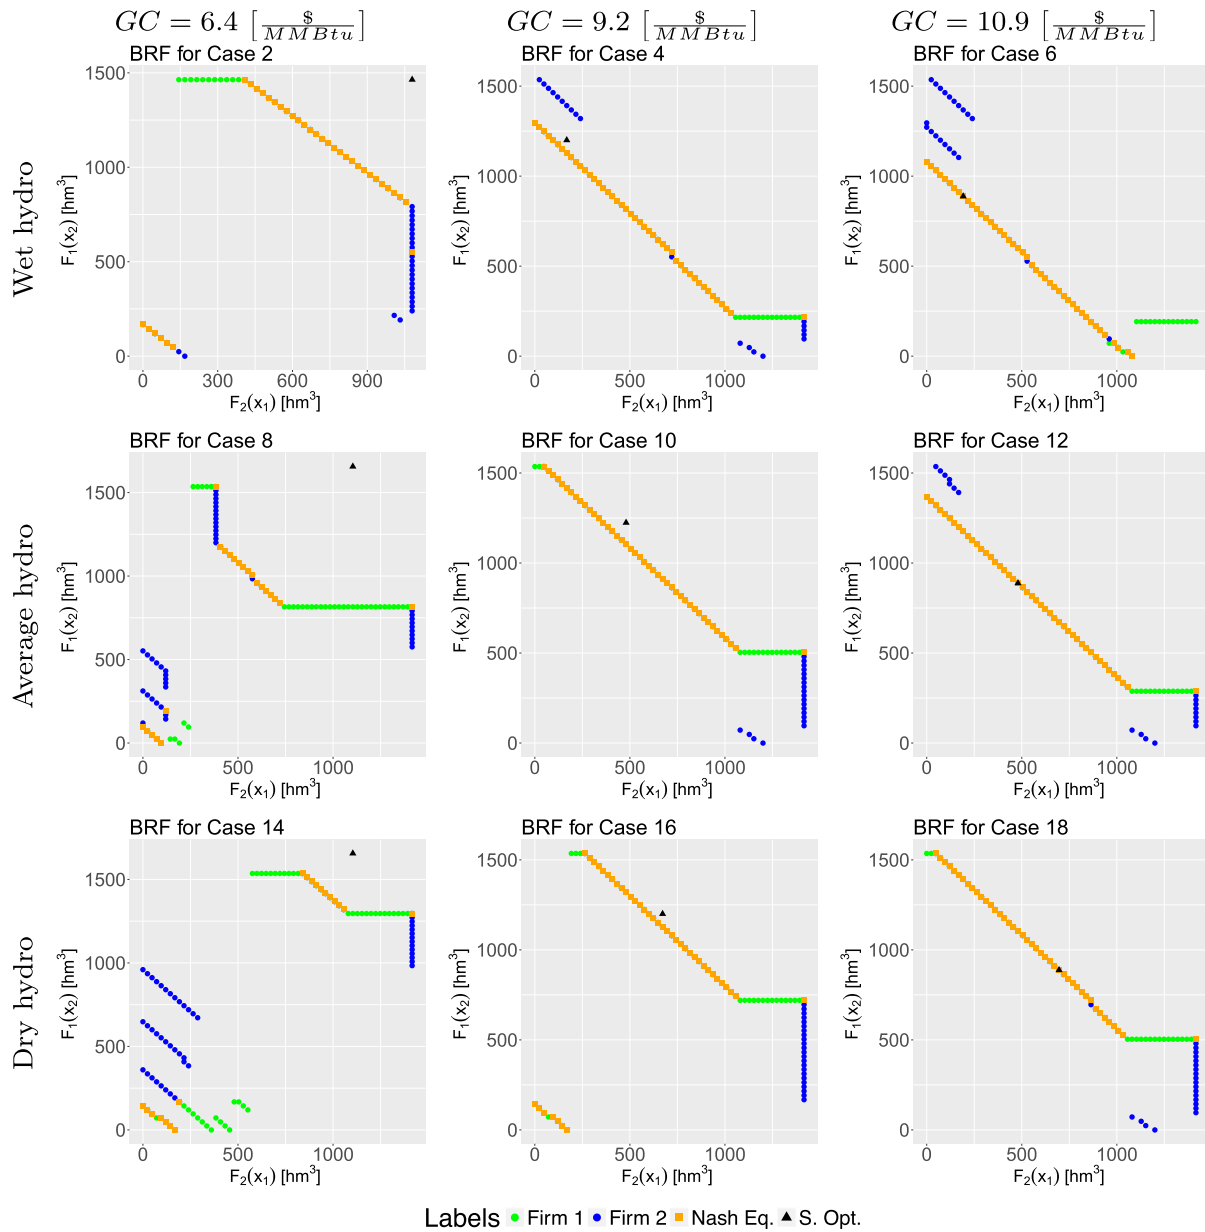 GC = 6.4 [$/MMBtu] GC = 9.2 [$/MMBtu] GC = 10.9 [$/MMBtu]
Wet hydro
BRF for Case 2
1500
1000
500
0
F₁(x₂) [hm³]
0 300 600 900
F₂(x₁) [hm³]
BRF for Case 4
1500
1000
500
0
F₁(x₂) [hm³]
0 500 1000
F₂(x₁) [hm³]
BRF for Case 6
1500
1000
500
0
F₁(x₂) [hm³]
0 500 1000
F₂(x₁) [hm³]
Average hydro
BRF for Case 8
1500
1000
500
0
F₁(x₂) [hm³]
0 500 1000
F₂(x₁) [hm³]
BRF for Case 10
1500
1000
500
0
F₁(x₂) [hm³]
0 500 1000
F₂(x₁) [hm³]
BRF for Case 12
1500
1000
500
0
F₁(x₂) [hm³]
0 500 1000
F₂(x₁) [hm³]
Dry hydro
BRF for Case 14
1500
1000
500
0
F₁(x₂) [hm³]
0 500 1000
F₂(x₁) [hm³]
BRF for Case 16
1500
1000
500
0
F₁(x₂) [hm³]
0 500 1000
F₂(x₁) [hm³]
BRF for Case 18
1500
1000
500
0
F₁(x₂) [hm³]
0 500 1000
F₂(x₁) [hm³]
Labels Firm 1 Firm 2 Nash Eq. S. Opt.